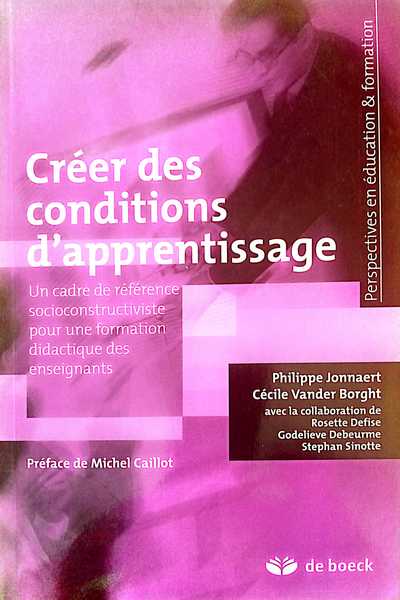 Perspectives en éducation & formation
Créer des
conditions
d'apprentissage
Un cadre de référence
socioconstructiviste
pour une formation
didactique des
enseignants
Philippe Jonnaert
Cécile Vander Borght
avec la collaboration de
Rosette Defise
Godelieve Debeurme
Stephan Sinotte
Préface de Michel Caillot
de boeck